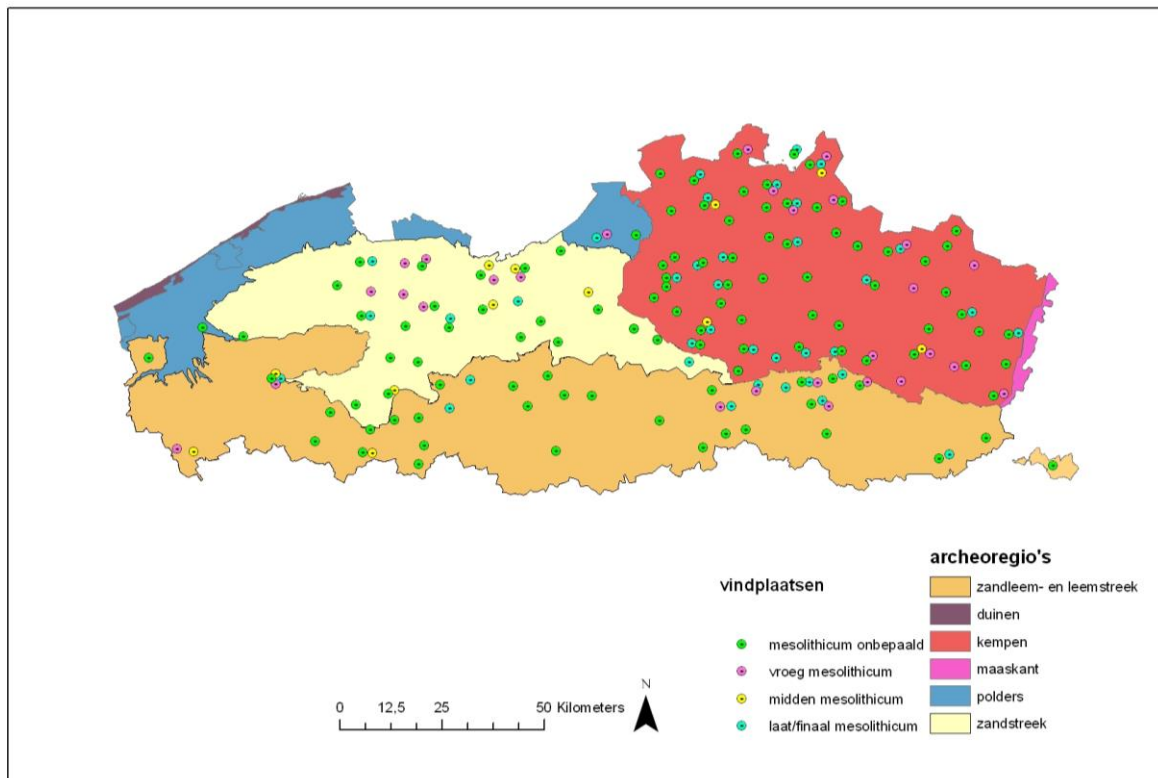 vindplaatsen
mesolithicum onbepaald
vroeg mesolithicum
midden mesolithicum
laat/finaal mesolithicum
archeoregio's
zandleem- en leemstreek
duinen
kempen
maaskant
polders
zandstreek
0 12,5 25 50 Kilometers
N